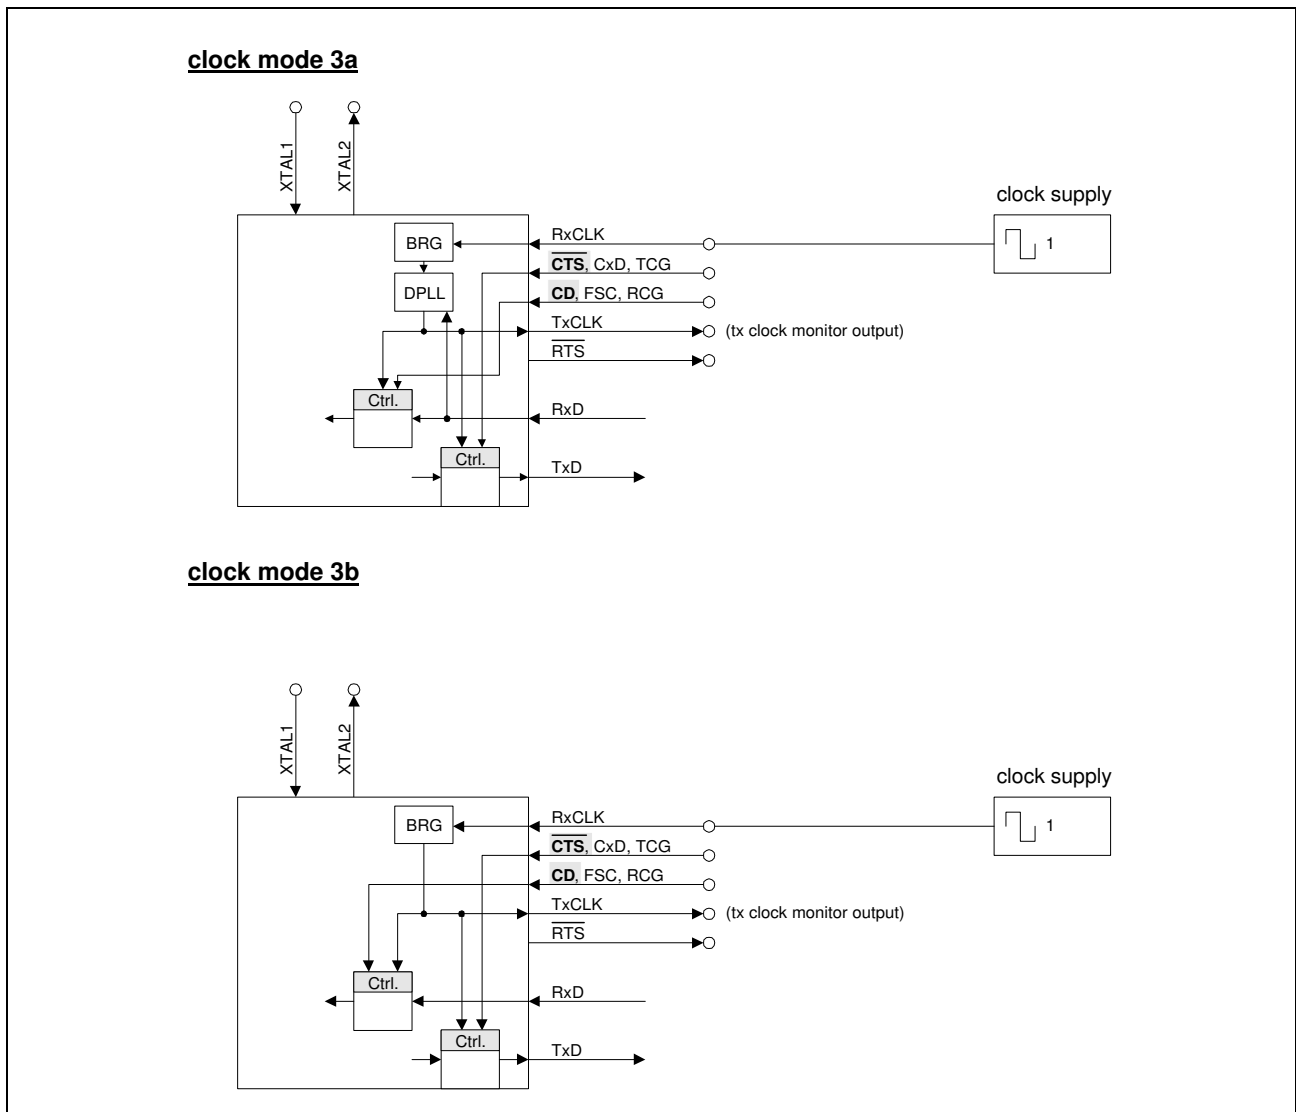 clock mode 3a
XTAL1
XTAL2
clock supply
BRG
RxCLK
1
CTS, CxD, TCG
DPLL
CD, FSC, RCG
TxCLK
(tx clock monitor output)
RTS
Ctrl.
RxD
Ctrl.
TxD
clock mode 3b
XTAL1
XTAL2
clock supply
BRG
RxCLK
1
CTS, CxD, TCG
CD, FSC, RCG
TxCLK
(tx clock monitor output)
RTS
Ctrl.
RxD
Ctrl.
TxD